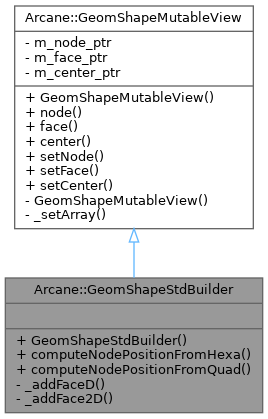 Arcane::GeomShapeMutableView
- m_node_ptr
- m_face_ptr
- m_center_ptr
+ GeomShapeMutableView()
+ node()
+ face()
+ center()
+ setNode()
+ setFace()
+ setCenter()
- GeomShapeMutableView()
- _setArray()
Arcane::GeomShapeStdBuilder
+ GeomShapeStdBuilder()
+ computeNodePositionFromHexa()
+ computeNodePositionFromQuad()
- _addFaceD()
- _addFace2D()